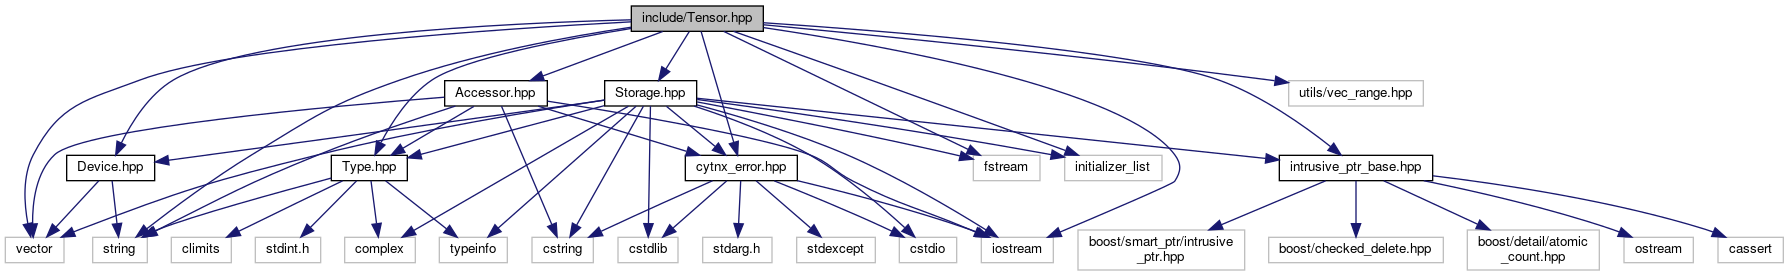 include/Tensor.hpp
Accessor.hpp
Storage.hpp
utils/vec_range.hpp
Device.hpp
Type.hpp
cytnx_error.hpp
fstream
initializer_list
intrusive_ptr_base.hpp
vector
string
climits
stdint.h
complex
typeinfo
cstring
cstdlib
stdarg.h
stdexcept
cstdio
iostream
boost/smart_ptr/intrusive
_ptr.hpp
boost/checked_delete.hpp
boost/detail/atomic
_count.hpp
ostream
cassert